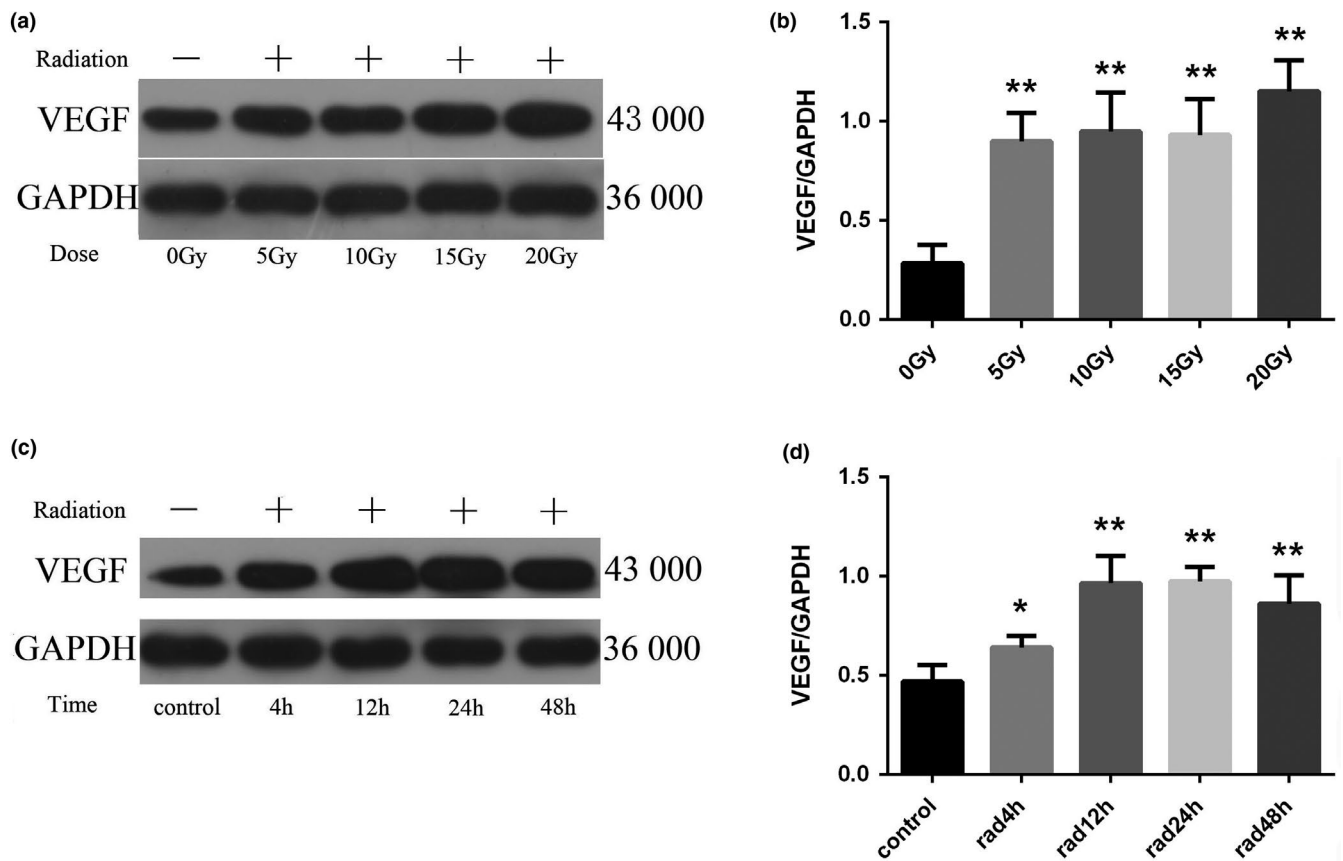 (a)
Radiation — + + + +
VEGF 43 000
GAPDH 36 000
Dose 0Gy 5Gy 10Gy 15Gy 20Gy
(b)
VEGF/GAPDH
1.5
1.0
0.5
0.0
** ** ** **
0Gy 5Gy 10Gy 15Gy 20Gy
(c)
Radiation — + + + +
VEGF 43 000
GAPDH 36 000
Time control 4h 12h 24h 48h
(d)
VEGF/GAPDH
1.5
1.0
0.5
0.0
* ** ** **
control rad4h rad12h rad24h rad48h